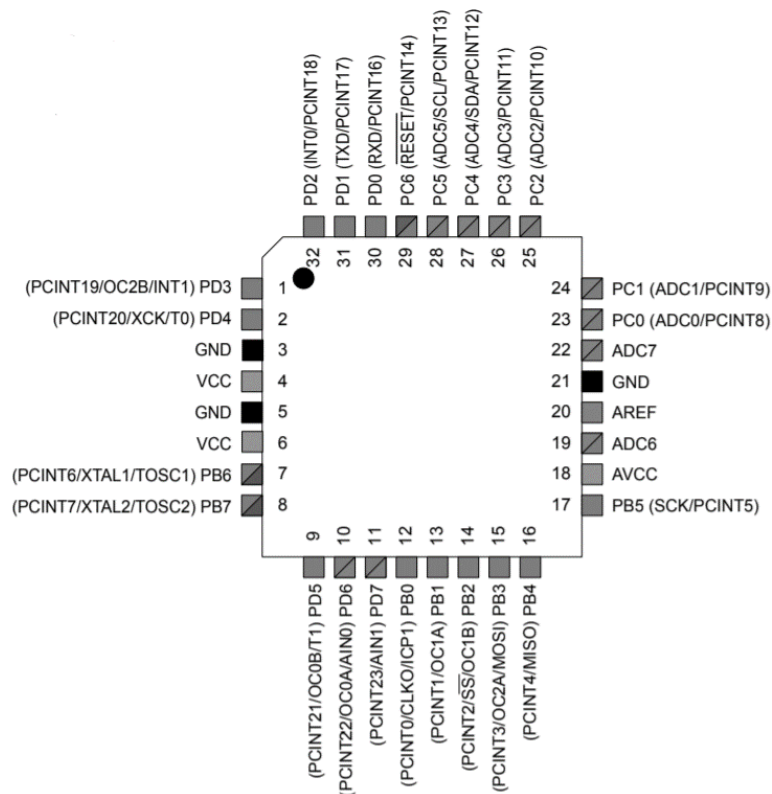 PD2 (INT0/PCINT18)
PD1 (TXD/PCINT17)
PD0 (RXD/PCINT16)
PC6 (RESET/PCINT14)
PC5 (ADC5/SCL/PCINT13)
PC4 (ADC4/SDA/PCINT12)
PC3 (ADC3/PCINT11)
PC2 (ADC2/PCINT10)
32 31 30 29 28 27 26 25
(PCINT19/OC2B/INT1) PD3 1
(PCINT20/XCK/T0) PD4 2
GND 3
VCC 4
GND 5
VCC 6
(PCINT6/XTAL1/TOSC1) PB6 7
(PCINT7/XTAL2/TOSC2) PB7 8
24 PC1 (ADC1/PCINT9)
23 PC0 (ADC0/PCINT8)
22 ADC7
21 GND
20 AREF
19 ADC6
18 AVCC
17 PB5 (SCK/PCINT5)
9 10 11 12 13 14 15 16
(PCINT21/OC0B/T1) PD5
(PCINT22/OC0A/AIN0) PD6
(PCINT23/AIN1) PD7
(PCINT0/CLKO/ICP1) PB0
(PCINT1/OC1A) PB1
(PCINT2/SS/OC1B) PB2
(PCINT3/OC2A/MOSI) PB3
(PCINT4/MISO) PB4